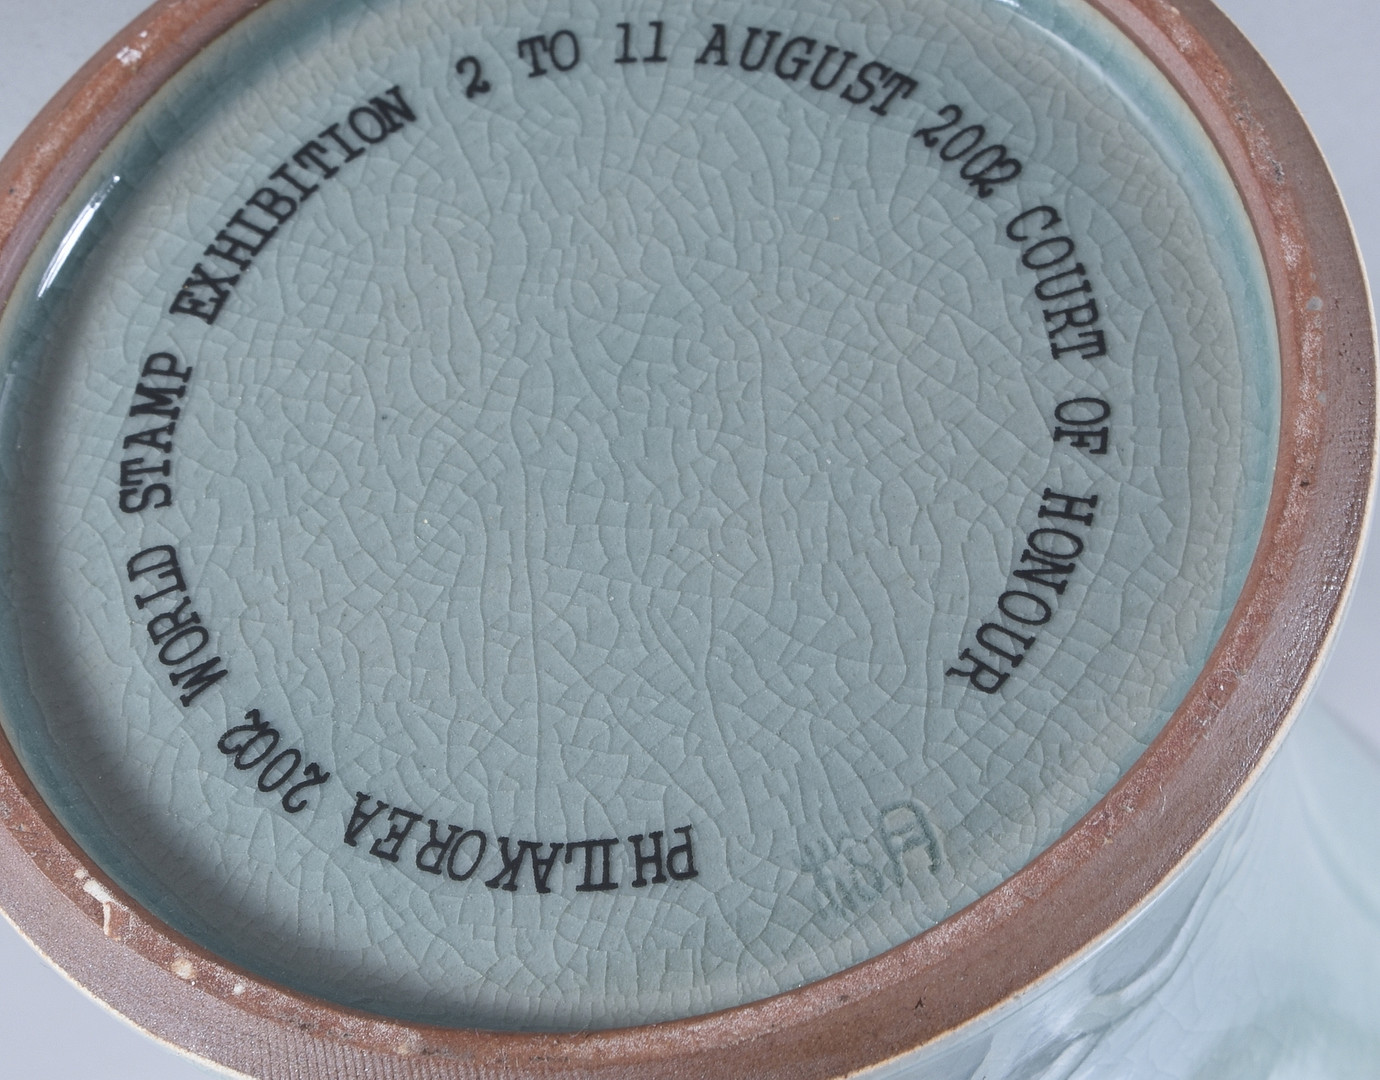 PHILAKOREA 2002 WORLD STAMP EXHIBITION 2 TO 11 AUGUST 2002 COURT OF HONOUR